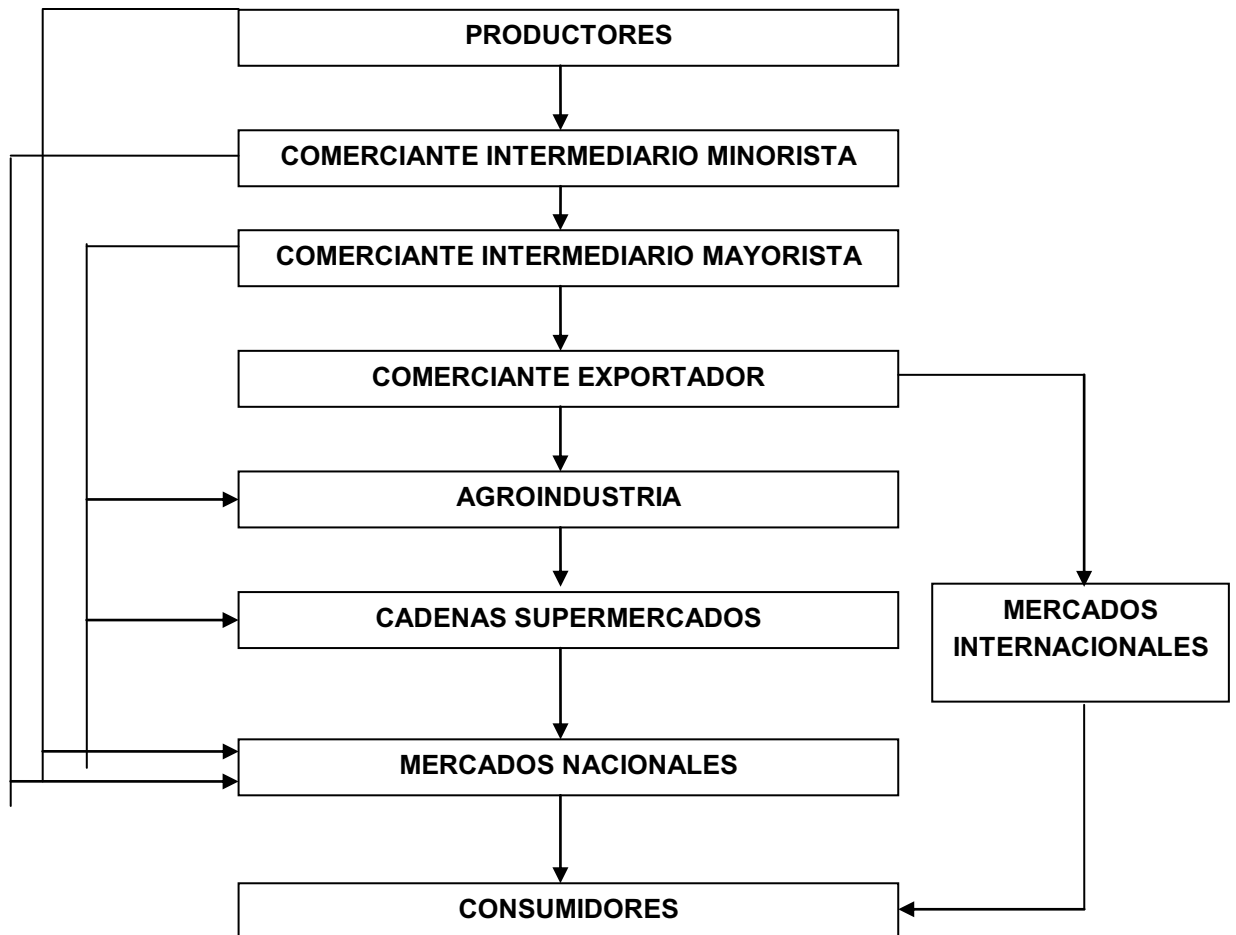 PRODUCTORES
COMERCIANTE INTERMEDIARIO MINORISTA
COMERCIANTE INTERMEDIARIO MAYORISTA
COMERCIANTE EXPORTADOR
AGROINDUSTRIA
CADENAS SUPERMERCADOS
MERCADOS
INTERNACIONALES
MERCADOS NACIONALES
CONSUMIDORES